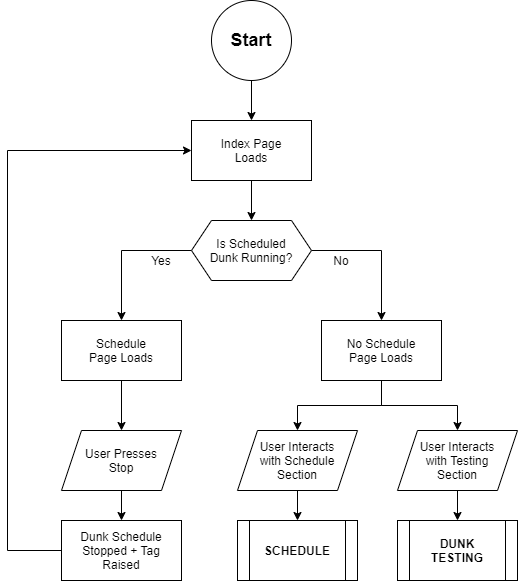 Start
Index Page
Loads
Is Scheduled
Dunk Running?
Yes
No
Schedule
Page Loads
No Schedule
Page Loads
User Presses
Stop
User Interacts
with Schedule
Section
User Interacts
with Testing
Section
Dunk Schedule
Stopped + Tag
Raised
SCHEDULE
DUNK
TESTING